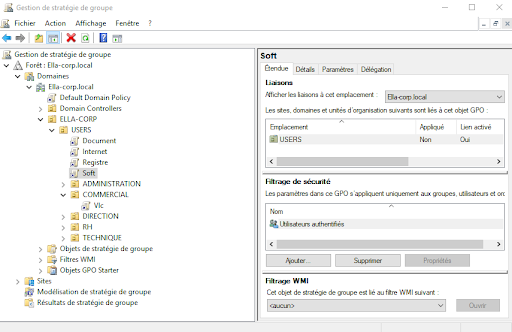 Gestion de stratégie de groupe
Fichier Action Affichage Fenêtre ?
Gestion de stratégie de groupe
Forêt : Ella-corp.local
Domaines
Ella-corp.local
Default Domain Policy
Domain Controllers
ELLA-CORP
USERS
Document
Internet
Registre
Soft
ADMINISTRATION
COMMERCIAL
Vlc
DIRECTION
RH
TECHNIQUE
Objets de stratégie de groupe
Filtres WMI
Objets GPO Starter
Sites
Modélisation de stratégie de groupe
Résultats de stratégie de groupe
Soft
Étendue Détails Paramètres Délégation
Liaisons
Afficher les liaisons à cet emplacement : Ella-corp.local
Les sites, domaines et unités d'organisation suivants sont liés à cet objet GPO :
Emplacement Appliqué Lien activé
USERS Non Oui
Filtrage de sécurité
Les paramètres dans ce GPO s'appliquent uniquement aux groupes, utilisateurs et or
Nom
Utilisateurs authentifiés
Ajouter... Supprimer Propriétés
Filtrage WMI
Cet objet de stratégie de groupe est lié au filtre WMI suivant :
<aucun> Ouvrir